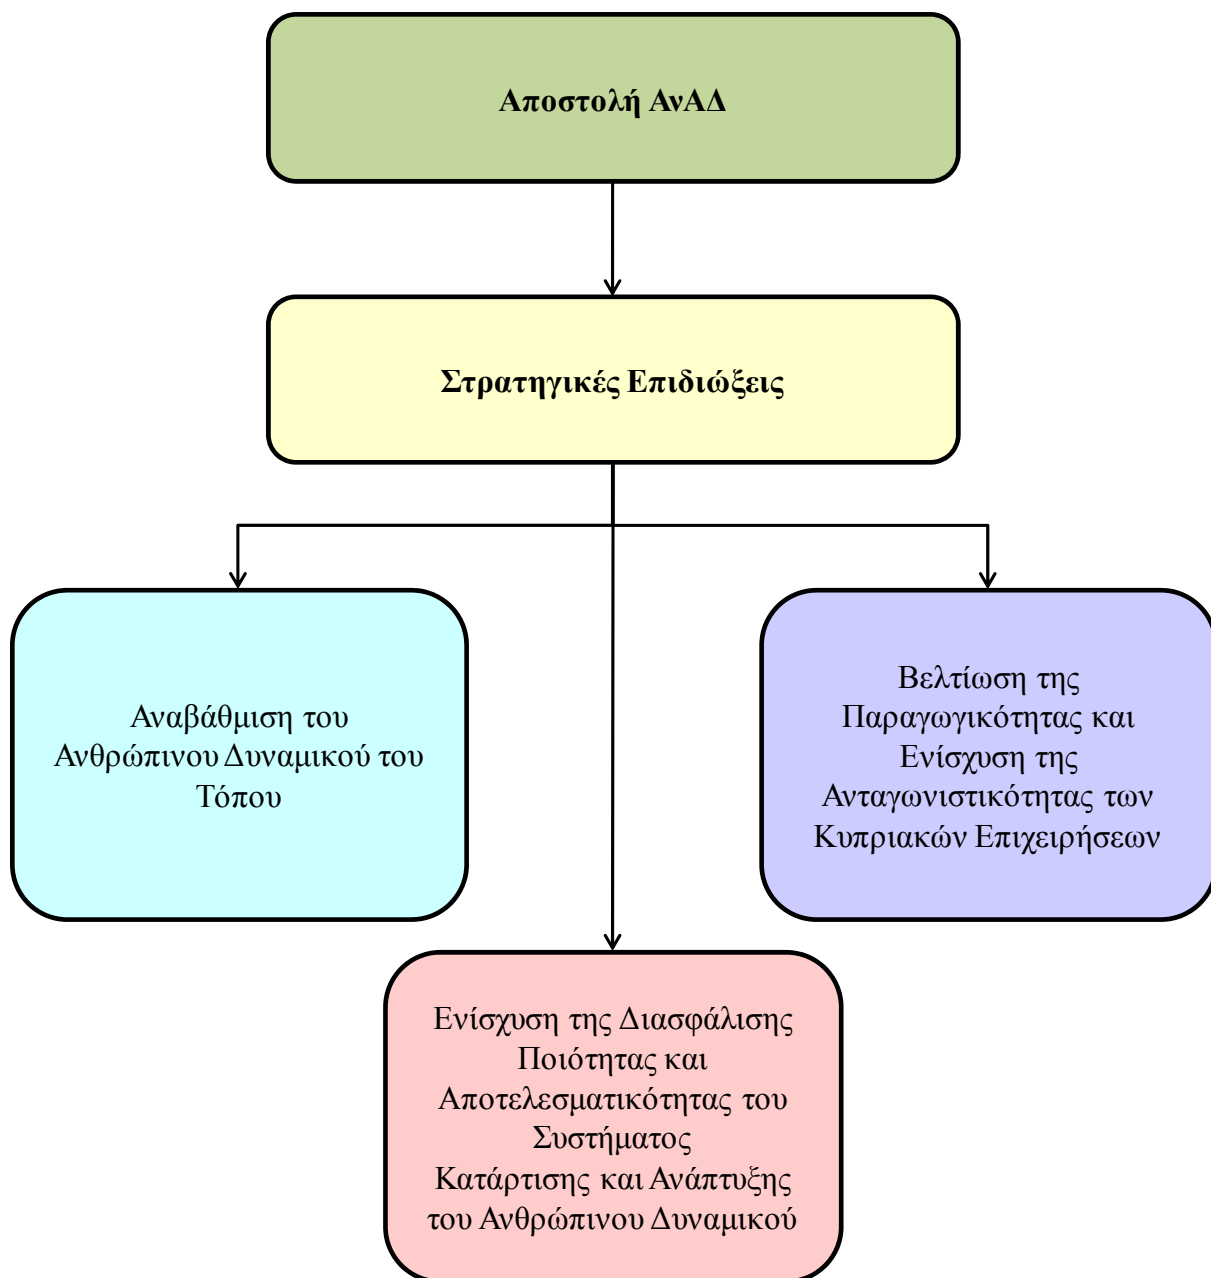 Αποστολή ΑνΑΔ
Στρατηγικές Επιδιώξεις
Αναβάθμιση του
Ανθρώπινου Δυναμικού του
Τόπου
Βελτίωση της
Παραγωγικότητας και
Ενίσχυση της
Ανταγωνιστικότητας των
Κυπριακών Επιχειρήσεων
Ενίσχυση της Διασφάλισης
Ποιότητας και
Αποτελεσματικότητας του
Συστήματος
Κατάρτισης και Ανάπτυξης
του Ανθρώπινου Δυναμικού